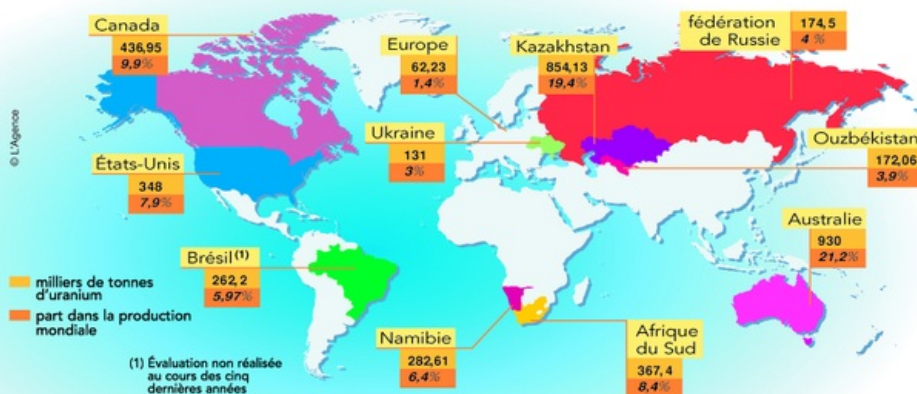 Canada
436,95
9,9%
Europe
62,23
1,4%
Kazakhstan
854,13
19,4%
fédération
de Russie
174,5
4 %
© L'Agence
Ukraine
131
3%
Ouzbékistan
172,06
3,9%
États-Unis
348
7,9%
Australie
930
21,2%
Brésil(1)
262,2
5,97%
milliers de tonnes
d'uranium
part dans la production
mondiale
(1) Évaluation non réalisée
au cours des cinq
dernières années
Namibie
282,61
6,4%
Afrique
du Sud
367,4
8,4%